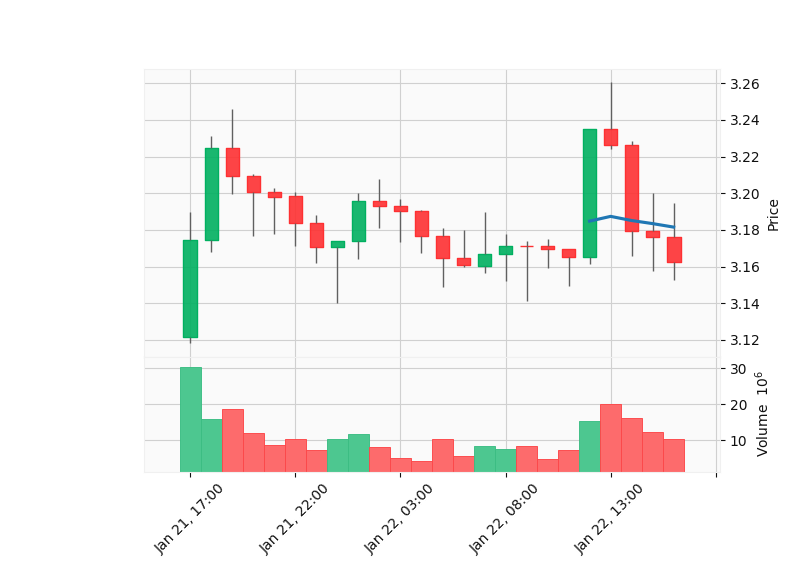 3.26
3.24
3.22
3.20
3.18
3.16
3.14
3.12
Price
30
20
10
Volume 10⁶
Jan 21, 17:00
Jan 21, 22:00
Jan 22, 03:00
Jan 22, 08:00
Jan 22, 13:00